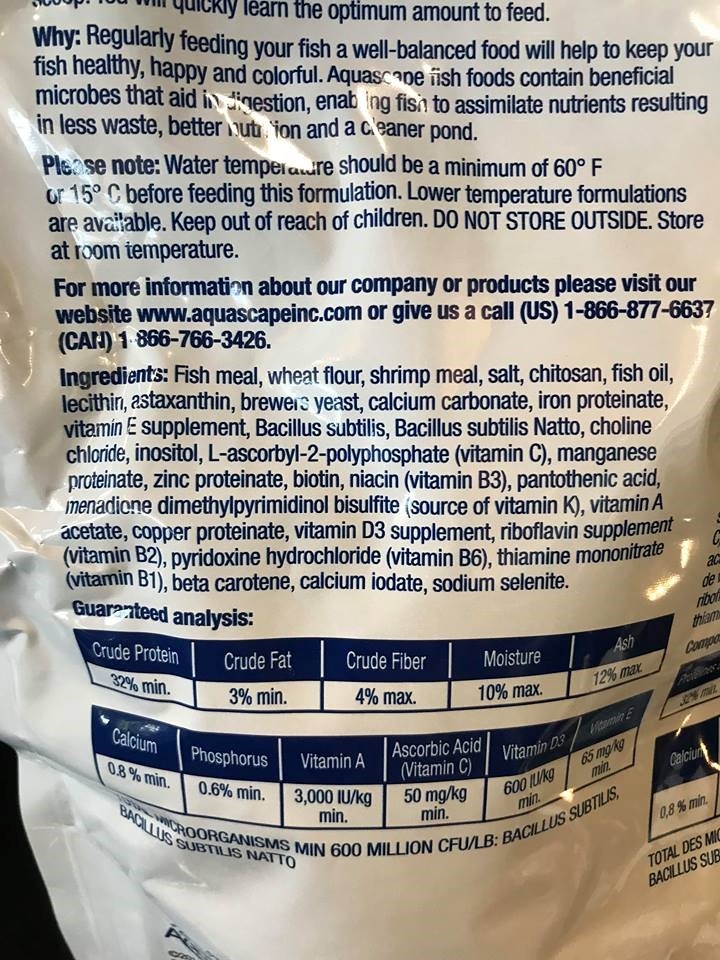 quickly learn the optimum amount to feed.
Why: Regularly feeding your fish a well-balanced food will help to keep your
fish healthy, happy and colorful. Aquascape fish foods contain beneficial
microbes that aid in digestion, enabling fish to assimilate nutrients resulting
in less waste, better nutrition and a cleaner pond.
Please note: Water temperature should be a minimum of 60° F
or 15° C before feeding this formulation. Lower temperature formulations
are available. Keep out of reach of children. DO NOT STORE OUTSIDE. Store
at room temperature.
For more information about our company or products please visit our
website www.aquascapeinc.com or give us a call (US) 1-866-877-6637
(CAN) 1-866-766-3426.
Ingredients: Fish meal, wheat flour, shrimp meal, salt, chitosan, fish oil,
lecithin, astaxanthin, brewers yeast, calcium carbonate, iron proteinate,
vitamin E supplement, Bacillus subtilis, Bacillus subtilis Natto, choline
chloride, inositol, L-ascorbyl-2-polyphosphate (vitamin C), manganese
proteinate, zinc proteinate, biotin, niacin (vitamin B3), pantothenic acid,
menadione dimethylpyrimidinol bisulfite (source of vitamin K), vitamin A
acetate, copper proteinate, vitamin D3 supplement, riboflavin supplement
(vitamin B2), pyridoxine hydrochloride (vitamin B6), thiamine mononitrate
(vitamin B1), beta carotene, calcium iodate, sodium selenite.
Guaranteed analysis:
Crude Protein Crude Fat Crude Fiber Moisture Ash
32% min. 3% min. 4% max. 10% max. 12% max.
Calcium Phosphorus Vitamin A Ascorbic Acid (Vitamin C) Vitamin D3 Vitamin E
0.8 % min. 0.6% min. 3,000 IU/kg min. 50 mg/kg min. 600 IU/kg min. 65 mg/kg min.
MICROORGANISMS MIN 600 MILLION CFU/LB: BACILLUS SUBTILIS,
BACILLUS SUBTILIS NATTO
32% min.
Calcium
0,8 % min.
TOTAL DES
BACILLUS